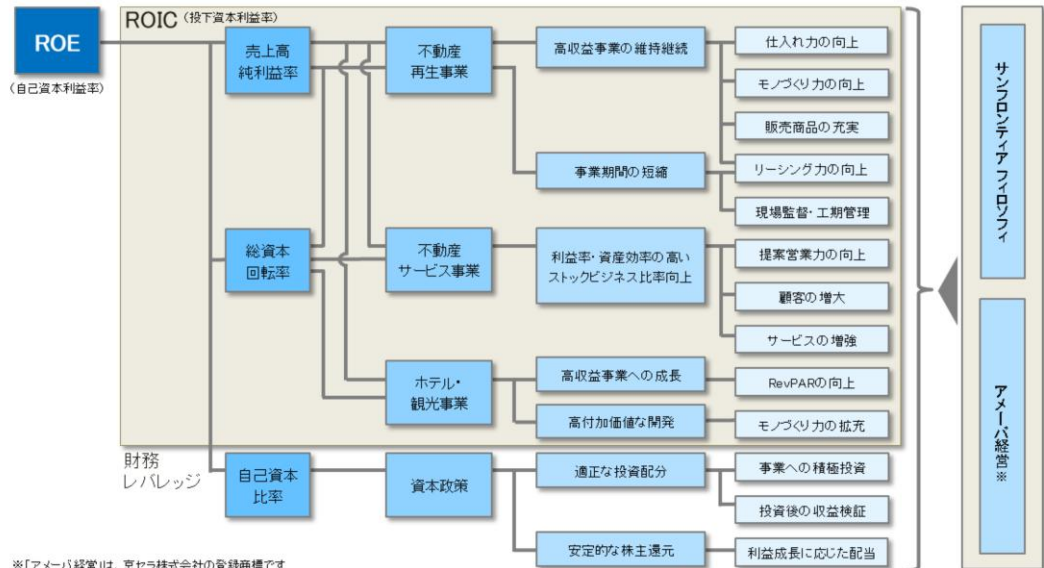 ROE
（自己資本利益率）
ROIC（投下資本利益率）
売上高
純利益率
総資本
回転率
不動産
再生事業
不動産
サービス事業
ホテル・
観光事業
高収益事業の維持継続
事業期間の短縮
利益率・資産効率の高い
ストックビジネス比率向上
高収益事業への成長
高付加価値な開発
仕入れ力の向上
モノづくり力の向上
販売商品の充実
リーシング力の向上
現場監督・工期管理
提案営業力の向上
顧客の増大
サービスの増強
RevPARの向上
モノづくり力の拡充
財務
レバレッジ
自己資本
比率
資本政策
適正な投資配分
安定的な株主還元
事業への積極投資
投資後の収益検証
利益成長に応じた配当
サンフロンティア フィロソフィ
アメーバ経営※
※「アメーバ経営」は、京セラ株式会社の登録商標です